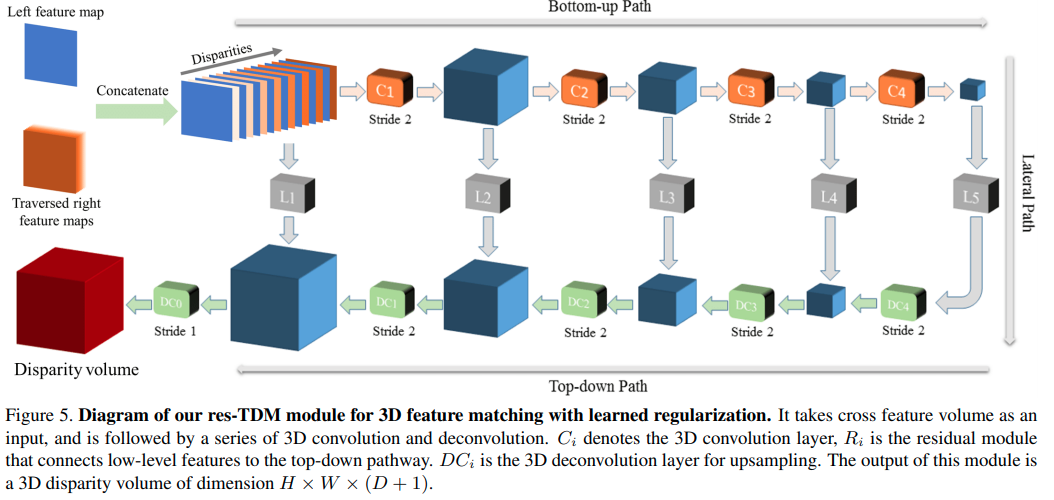 Left feature map
Bottom-up Path
Disparities
Concatenate
C1
C2
C3
C4
Stride 2
Stride 2
Stride 2
Stride 2
Traversed right
feature maps
L1
L2
L3
L4
L5
Lateral Path
DC0
DC1
DC2
DC3
DC4
Stride 1
Stride 2
Stride 2
Stride 2
Stride 2
Disparity volume
Top-down Path
Figure 5. Diagram of our res-TDM module for 3D feature matching with learned regularization. It takes cross feature volume as an
input, and is followed by a series of 3D convolution and deconvolution. Ci denotes the 3D convolution layer, Ri is the residual module
that connects low-level features to the top-down pathway. DCi is the 3D deconvolution layer for upsampling. The output of this module is
a 3D disparity volume of dimension H × W × (D + 1).